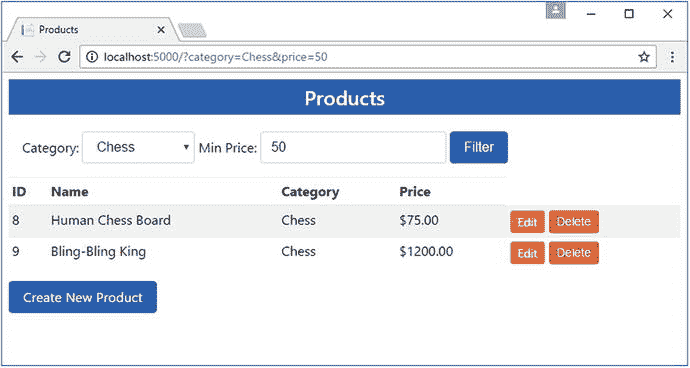 Products
localhost:5000/?category=Chess&price=50
Products
Category: Chess Min Price: 50 Filter
ID Name Category Price
8 Human Chess Board Chess $75.00 Edit Delete
9 Bling-Bling King Chess $1200.00 Edit Delete
Create New Product